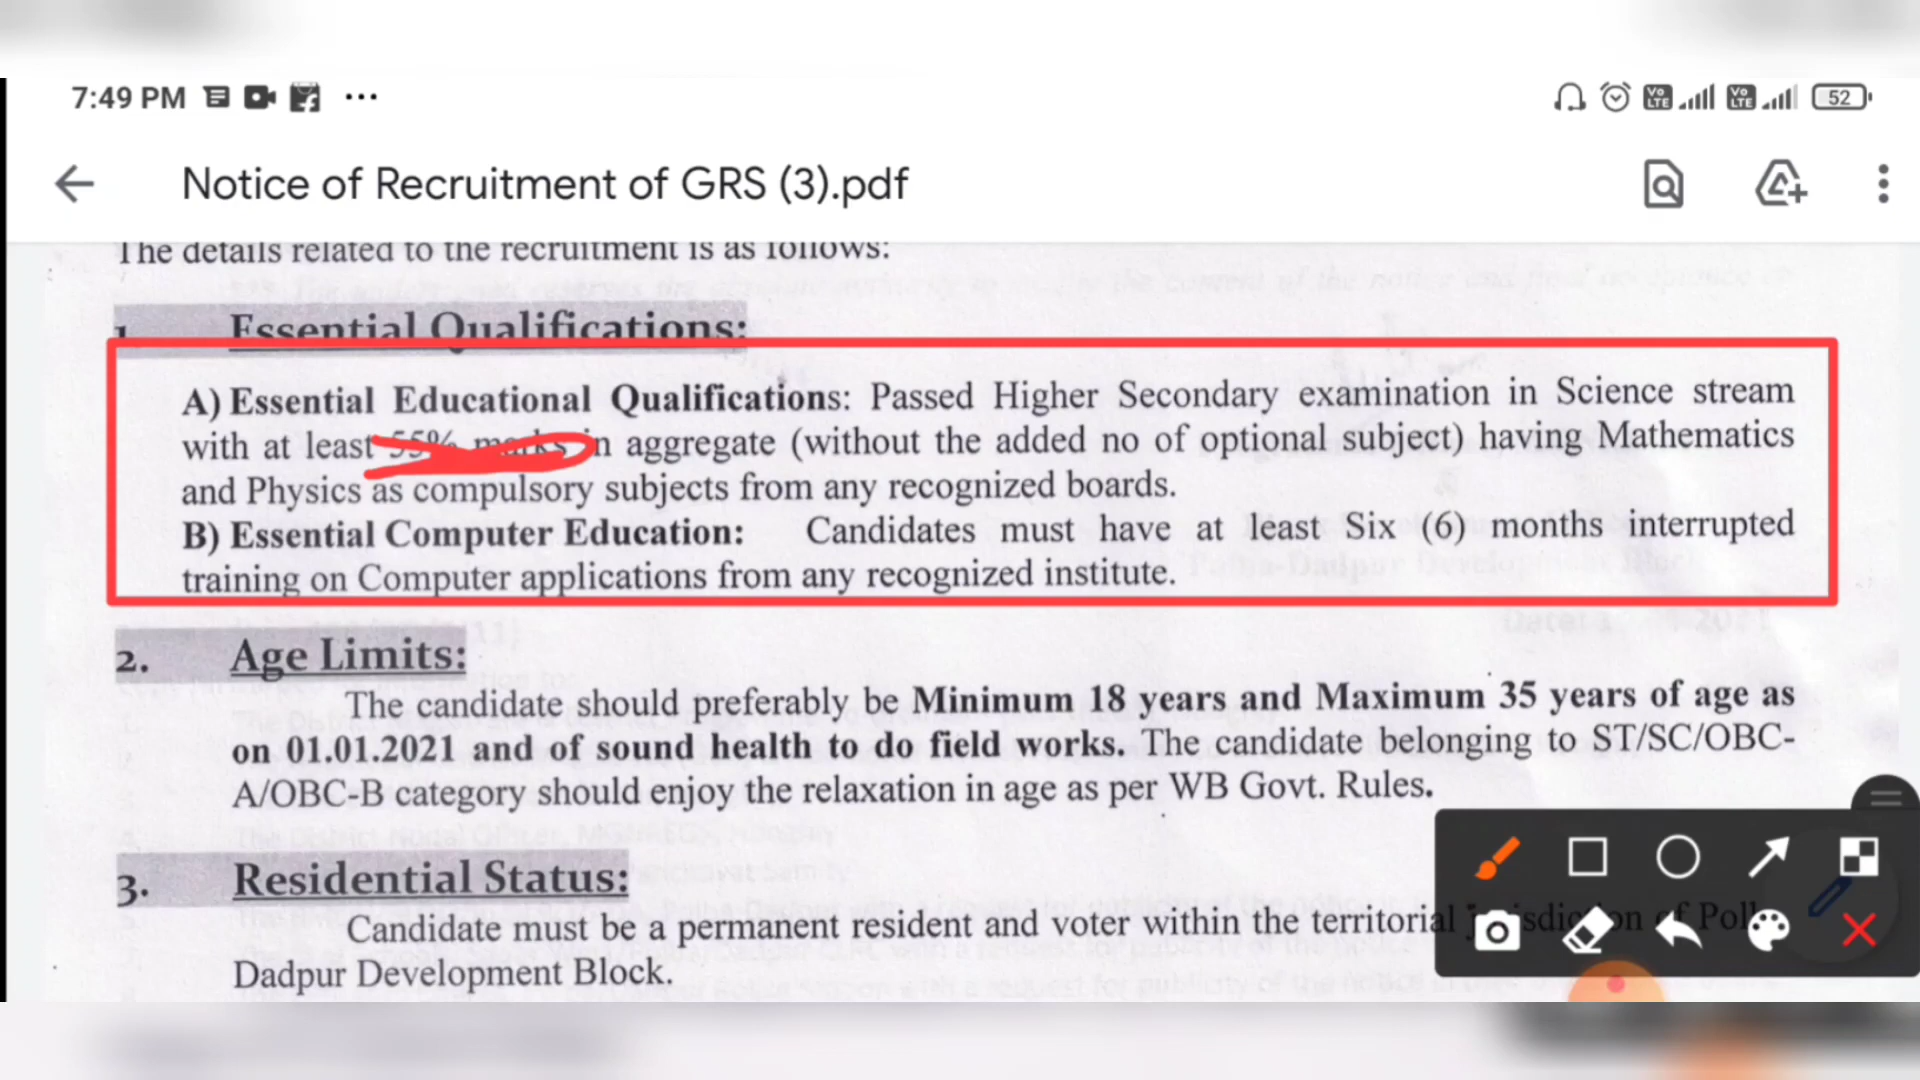 7:49 PM
52
Notice of Recruitment of GRS (3).pdf
The details related to the recruitment is as follows:
1. Essential Qualifications:
A) Essential Educational Qualifications: Passed Higher Secondary examination in Science stream
with at least 55% marks in aggregate (without the added no of optional subject) having Mathematics
and Physics as compulsory subjects from any recognized boards.
B) Essential Computer Education: Candidates must have at least Six (6) months interrupted
training on Computer applications from any recognized institute.
2. Age Limits:
The candidate should preferably be Minimum 18 years and Maximum 35 years of age as
on 01.01.2021 and of sound health to do field works. The candidate belonging to ST/SC/OBC-
A/OBC-B category should enjoy the relaxation in age as per WB Govt. Rules.
3. Residential Status:
Candidate must be a permanent resident and voter within the territorial of
Dadpur Development Block.